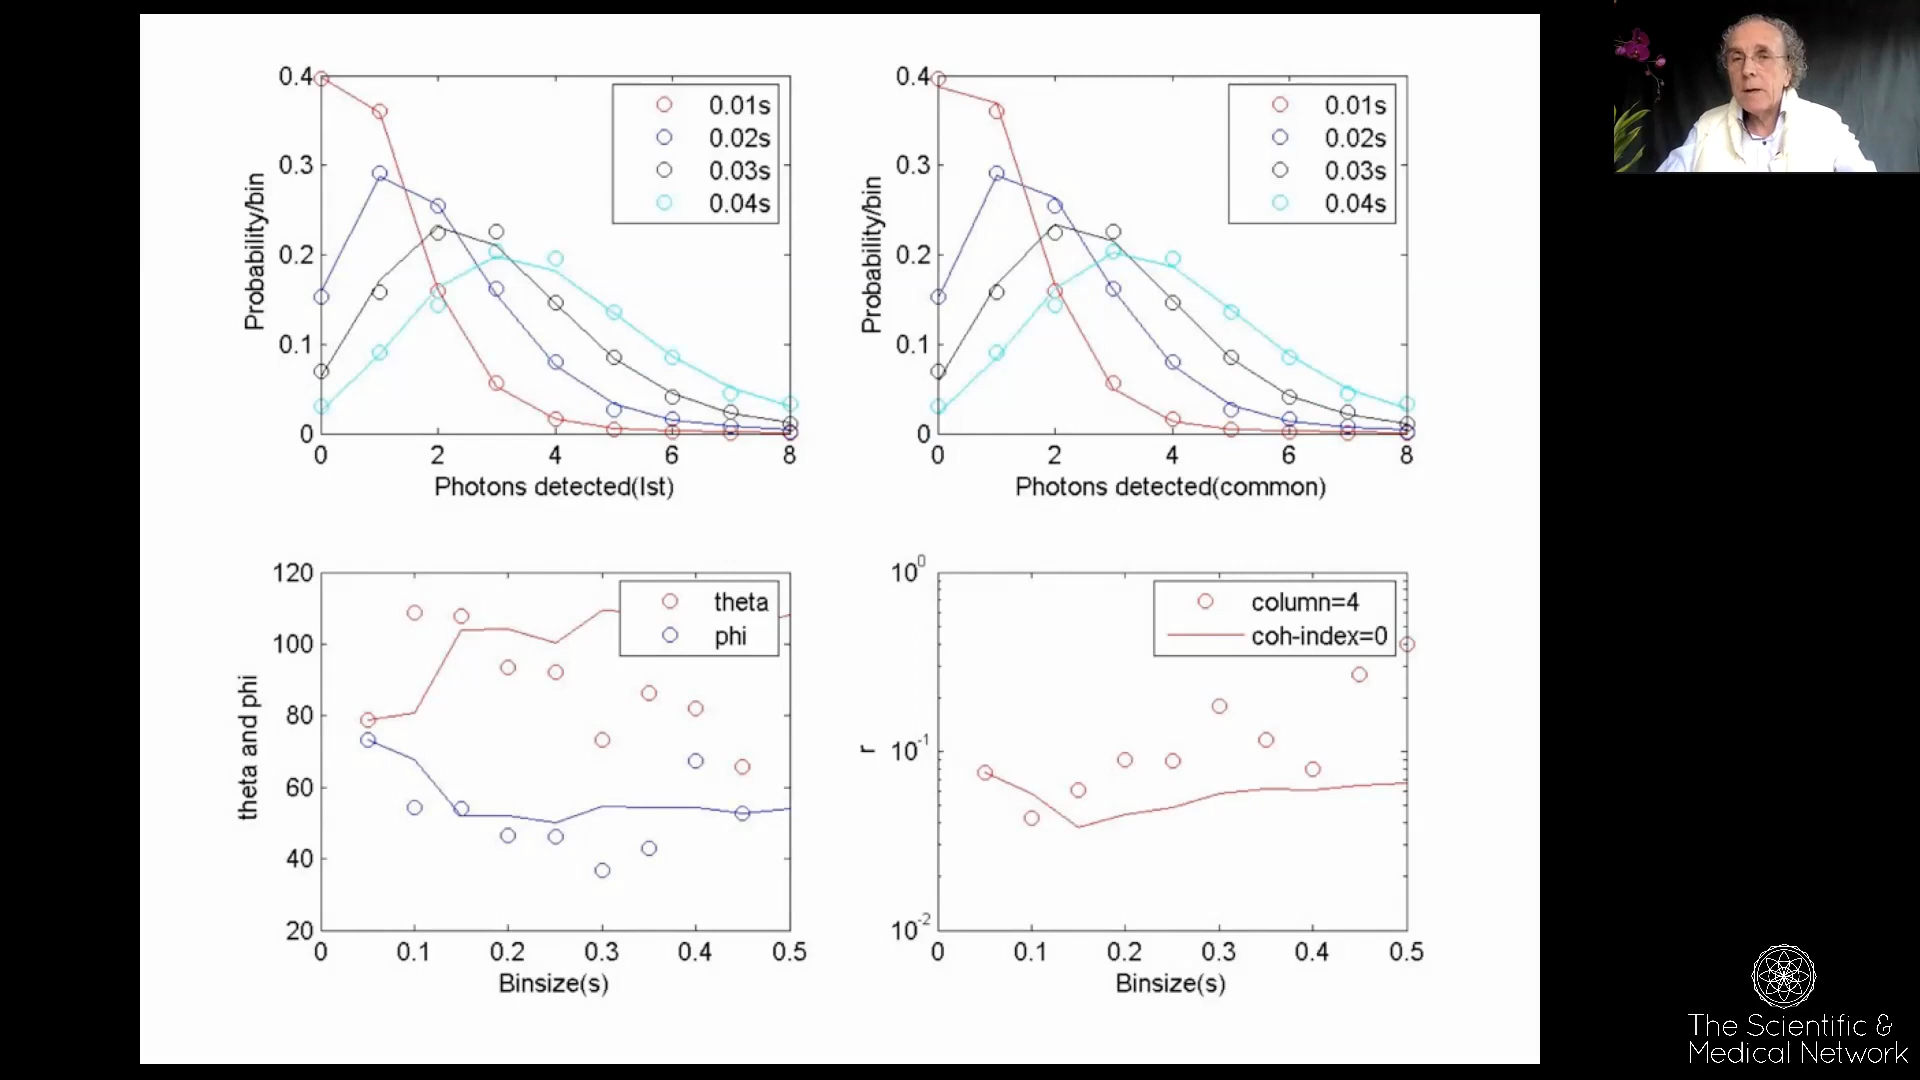 0.4
0.3
0.2
0.1
0
Probability/bin
0.01s
0.02s
0.03s
0.04s
0 2 4 6 8
Photons detected(lst)
0.4
0.3
0.2
0.1
0
Probability/bin
0.01s
0.02s
0.03s
0.04s
0 2 4 6 8
Photons detected(common)
120
100
80
60
40
20
theta and phi
theta
phi
0 0.1 0.2 0.3 0.4 0.5
Binsize(s)
10^0
10^-1
10^-2
r
column=4
coh-index=0
0 0.1 0.2 0.3 0.4 0.5
Binsize(s)
The Scientific &
Medical Network